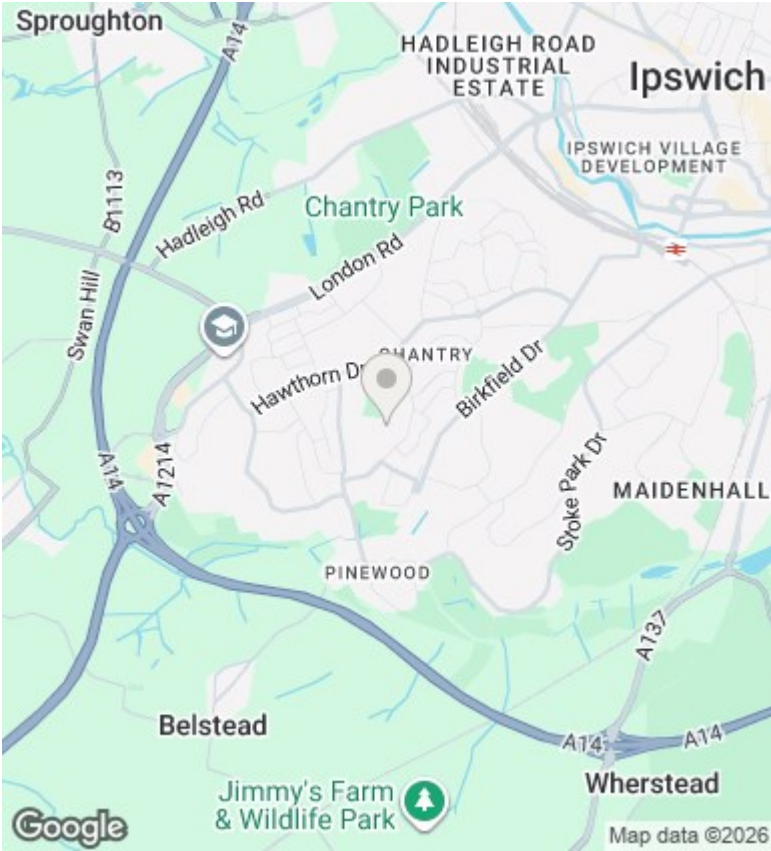 Sproughton
A14
HADLEIGH ROAD
INDUSTRIAL
ESTATE
Ipswich
IPSWICH VILLAGE
DEVELOPMENT
B1113
Hadleigh Rd
Chantry Park
London Rd
Swan Hill
CHANTRY
Hawthorn Dr
Birkfield Dr
A14
A1214
Stoke Park Dr
MAIDENHALL
PINEWOOD
A137
Belstead
A14
A14
Wherstead
Jimmy's Farm
& Wildlife Park
Google
Map data ©2026